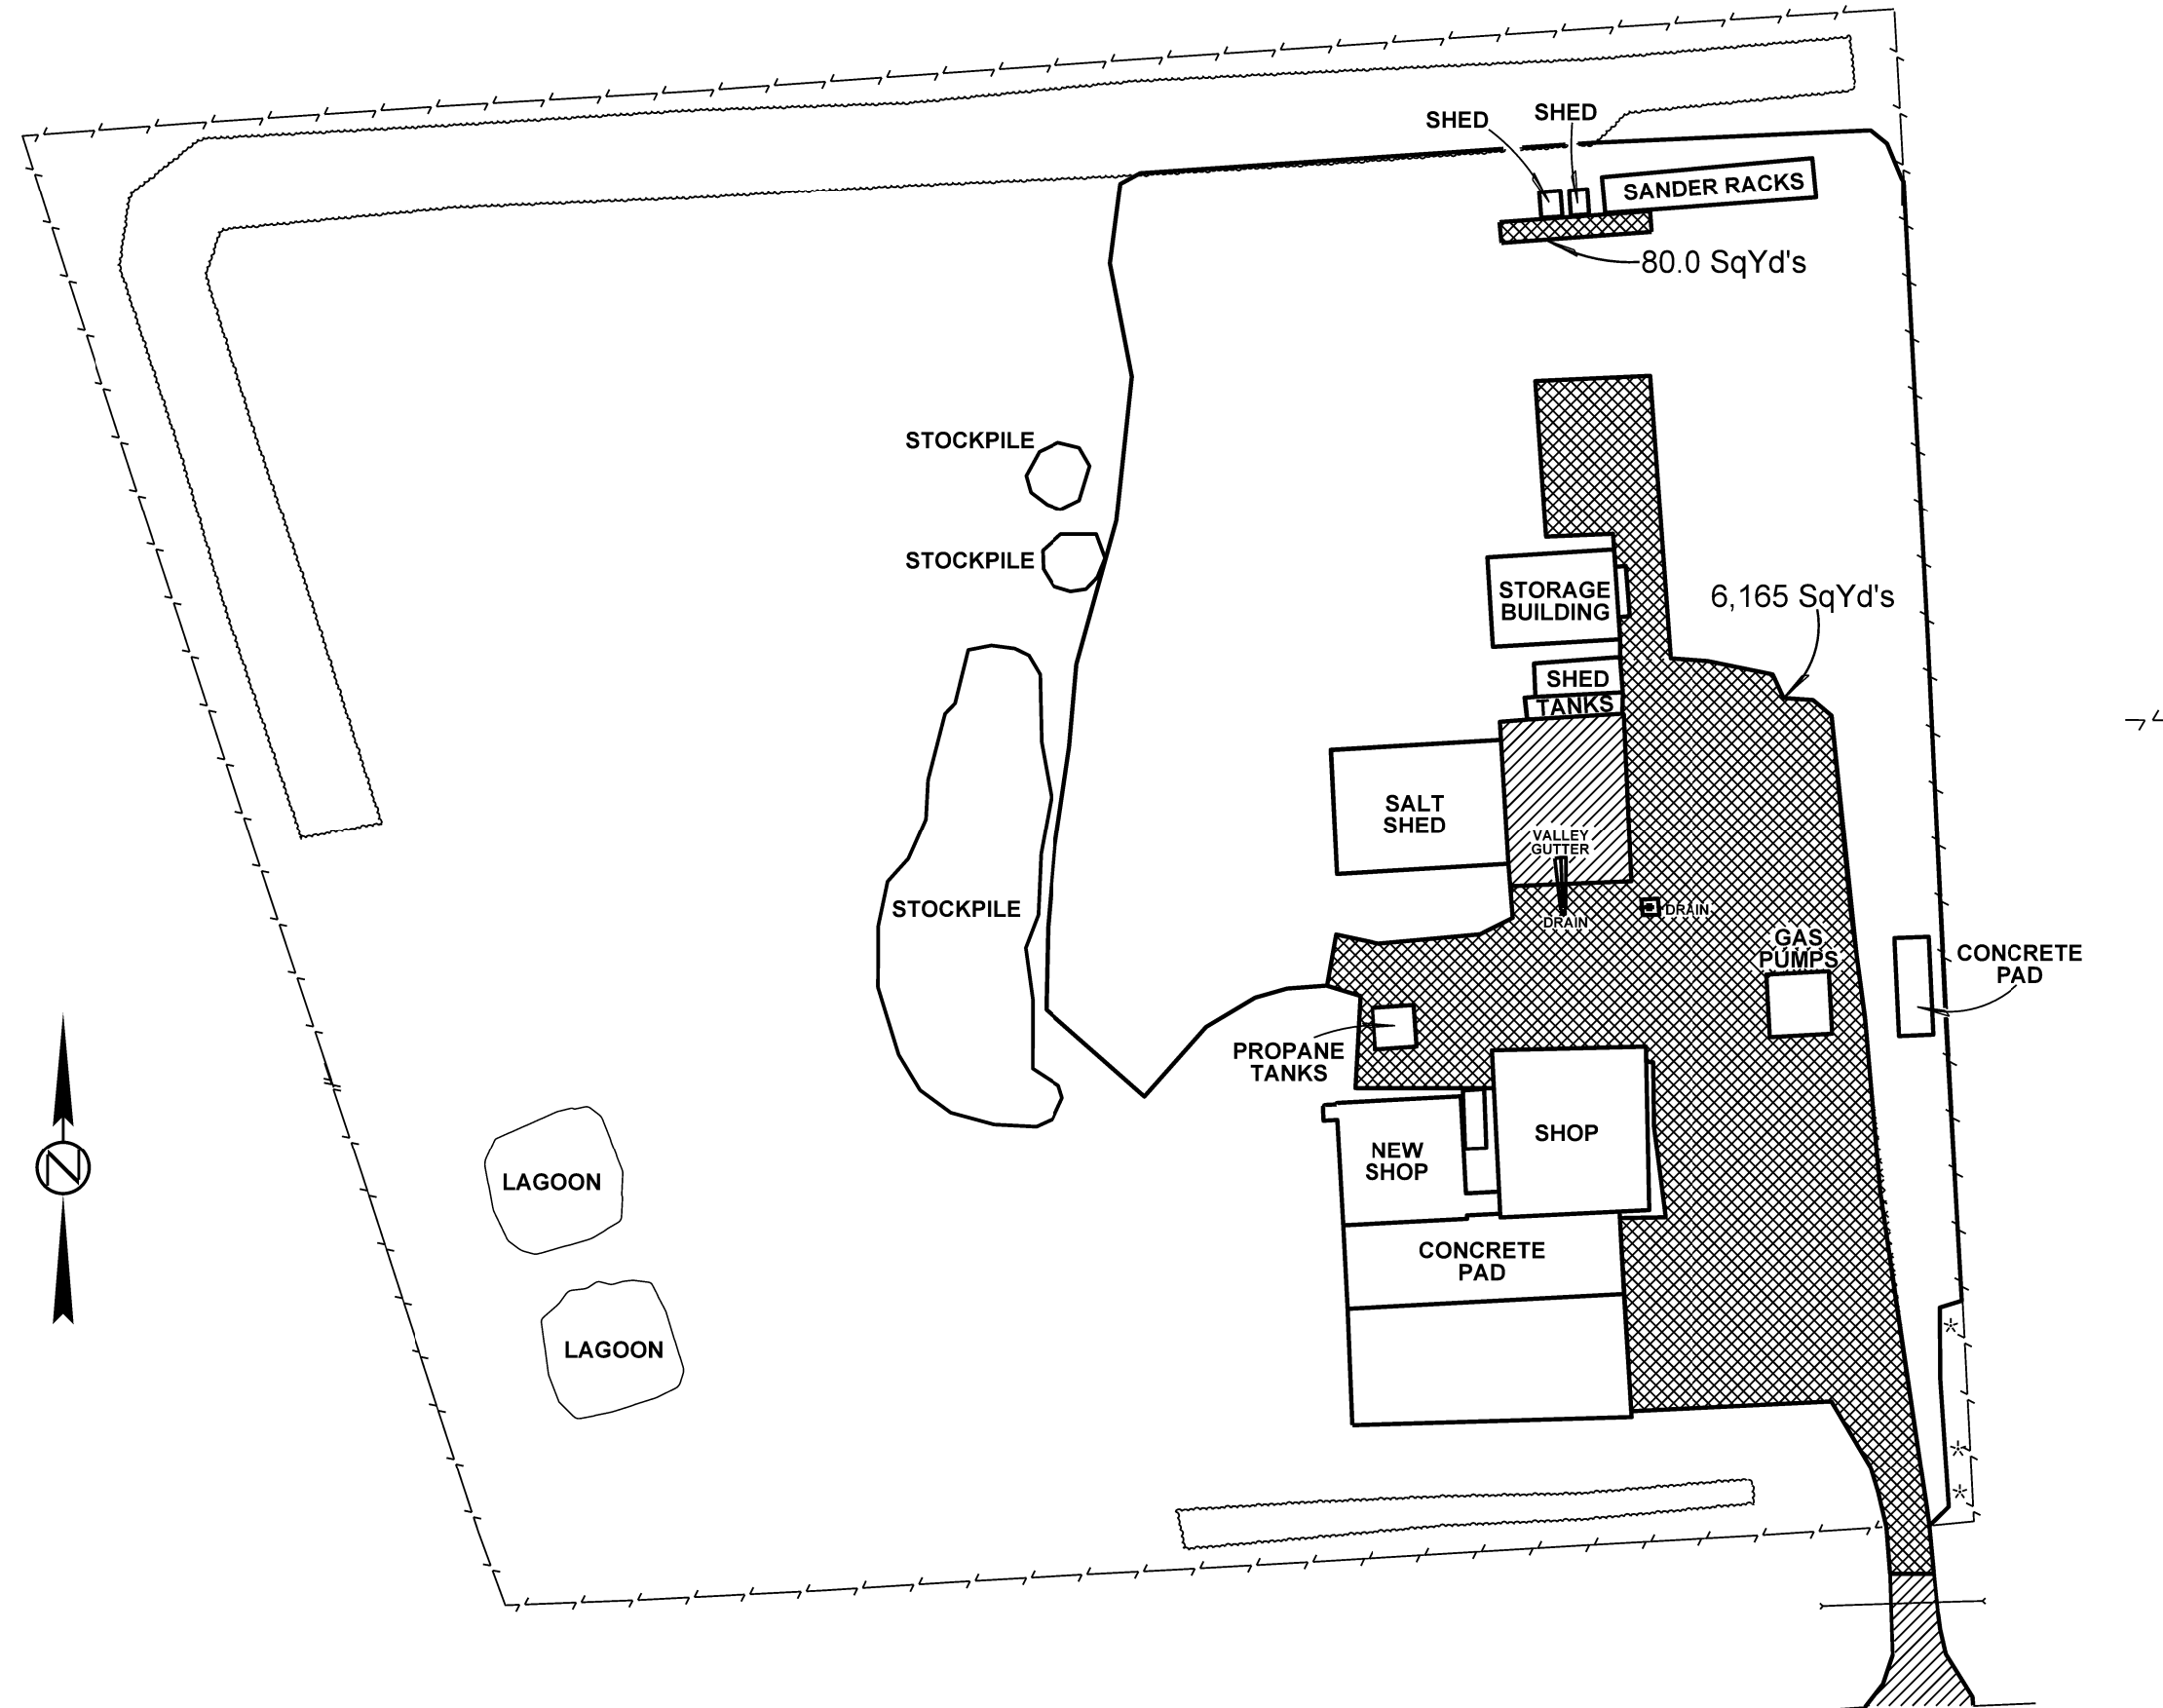 SHED
SHED
SANDER RACKS
80.0 SqYd's
STOCKPILE
STOCKPILE
STORAGE
BUILDING
6,165 SqYd's
SHED
TANKS
SALT
SHED
VALLEY
GUTTER
STOCKPILE
DRAIN
DRAIN
GAS
PUMPS
CONCRETE
PAD
PROPANE
TANKS
NEW
SHOP
SHOP
N
LAGOON
CONCRETE
PAD
LAGOON